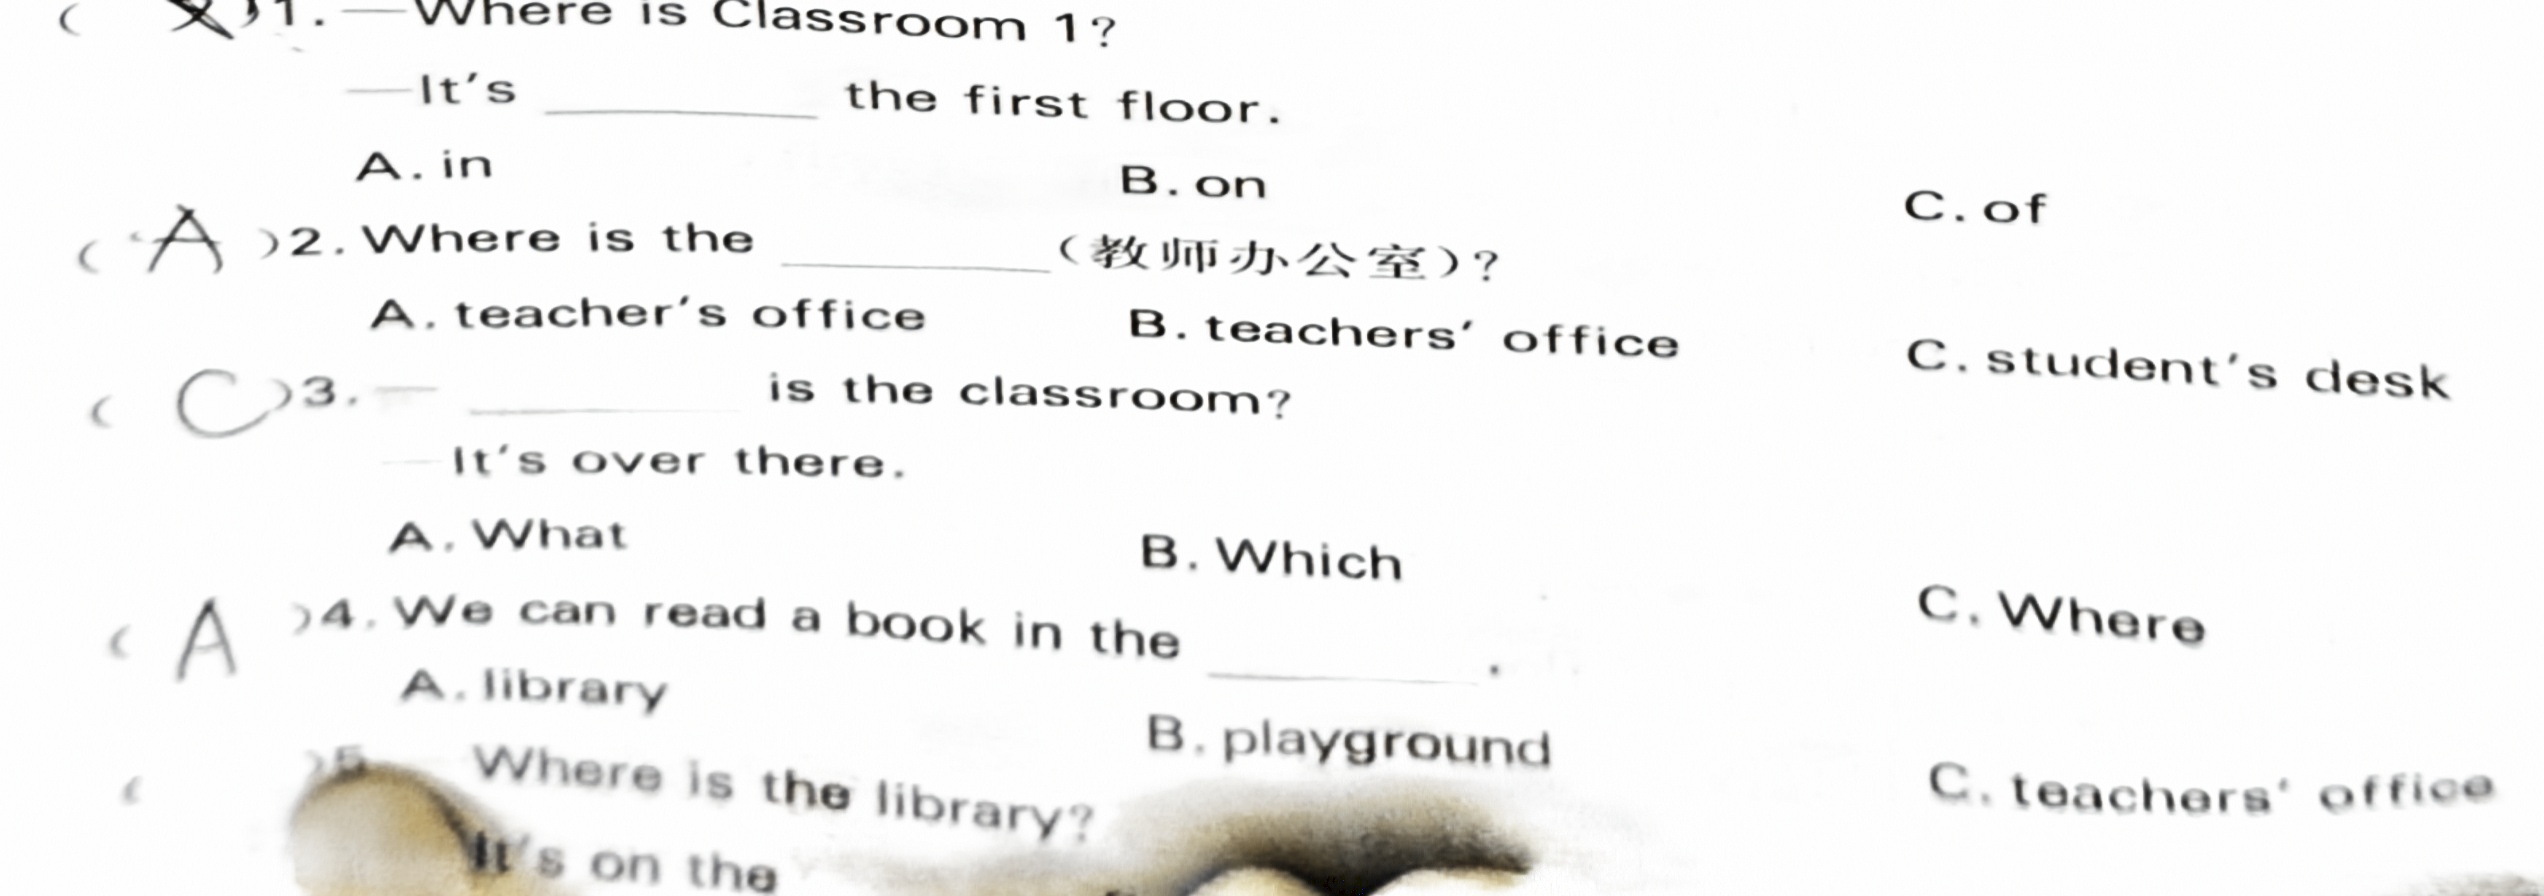 ( )1. —Where is Classroom 1?
—It's ________ the first floor.
A. in B. on C. of
( A )2. Where is the ________ (教师办公室)?
A. teacher's office B. teachers' office C. student's desk
( C )3. — ________ is the classroom?
—It's over there.
A. What B. Which C. Where
( A )4. We can read a book in the ________.
A. library B. playground C. teachers' office
( )5. Where is the library?
It's on the